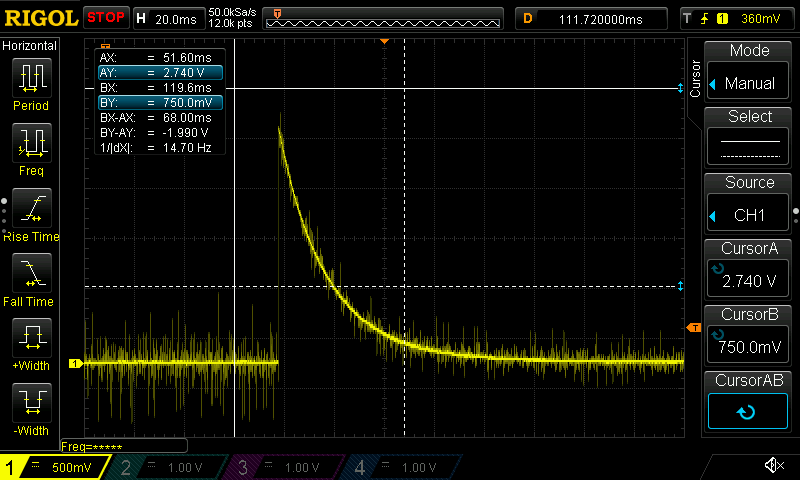 RIGOL STOP H 20.0ms 50.0kSa/s 12.0k pts T D 111.720000ms T 1 360mV
Horizontal
Period
Freq
Rise Time
Fall Time
+Width
-Width
AX: = 51.60ms
AY: = 2.740 V
BX: = 119.6ms
BY: = 750.0mV
BX-AX: = 68.00ms
BY-AY: = -1.990 V
1/|dX|: = 14.70 Hz
1
T
Freq=*****
Cursor
Mode
Manual
Select
Source
CH1
CursorA
2.740 V
CursorB
750.0mV
CursorAB
1 = 500mV 2 = 1.00 V 3 = 1.00 V 4 = 1.00 V